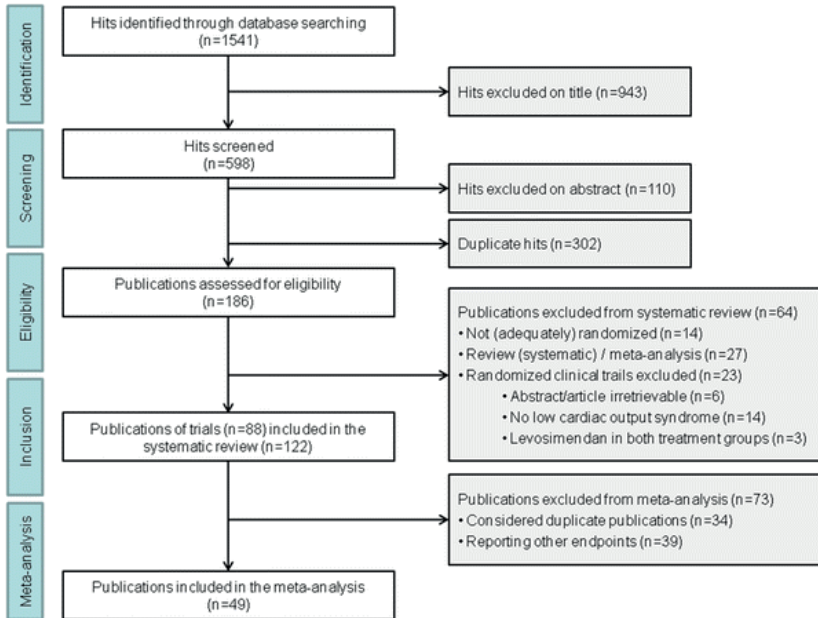 Identification
Hits identified through database searching
(n=1541)
Hits excluded on title (n=943)
Screening
Hits screened
(n=598)
Hits excluded on abstract (n=110)
Duplicate hits (n=302)
Eligibility
Publications assessed for eligibility
(n=186)
Publications excluded from systematic review (n=64)
• Not (adequately) randomized (n=14)
• Review (systematic) / meta-analysis (n=27)
• Randomized clinical trails excluded (n=23)
• Abstract/article irretrievable (n=6)
• No low cardiac output syndrome (n=14)
• Levosimendan in both treatment groups (n=3)
Inclusion
Publications of trials (n=88) included in the
systematic review (n=122)
Publications excluded from meta-analysis (n=73)
• Considered duplicate publications (n=34)
• Reporting other endpoints (n=39)
Meta-analysis
Publications included in the meta-analysis
(n=49)